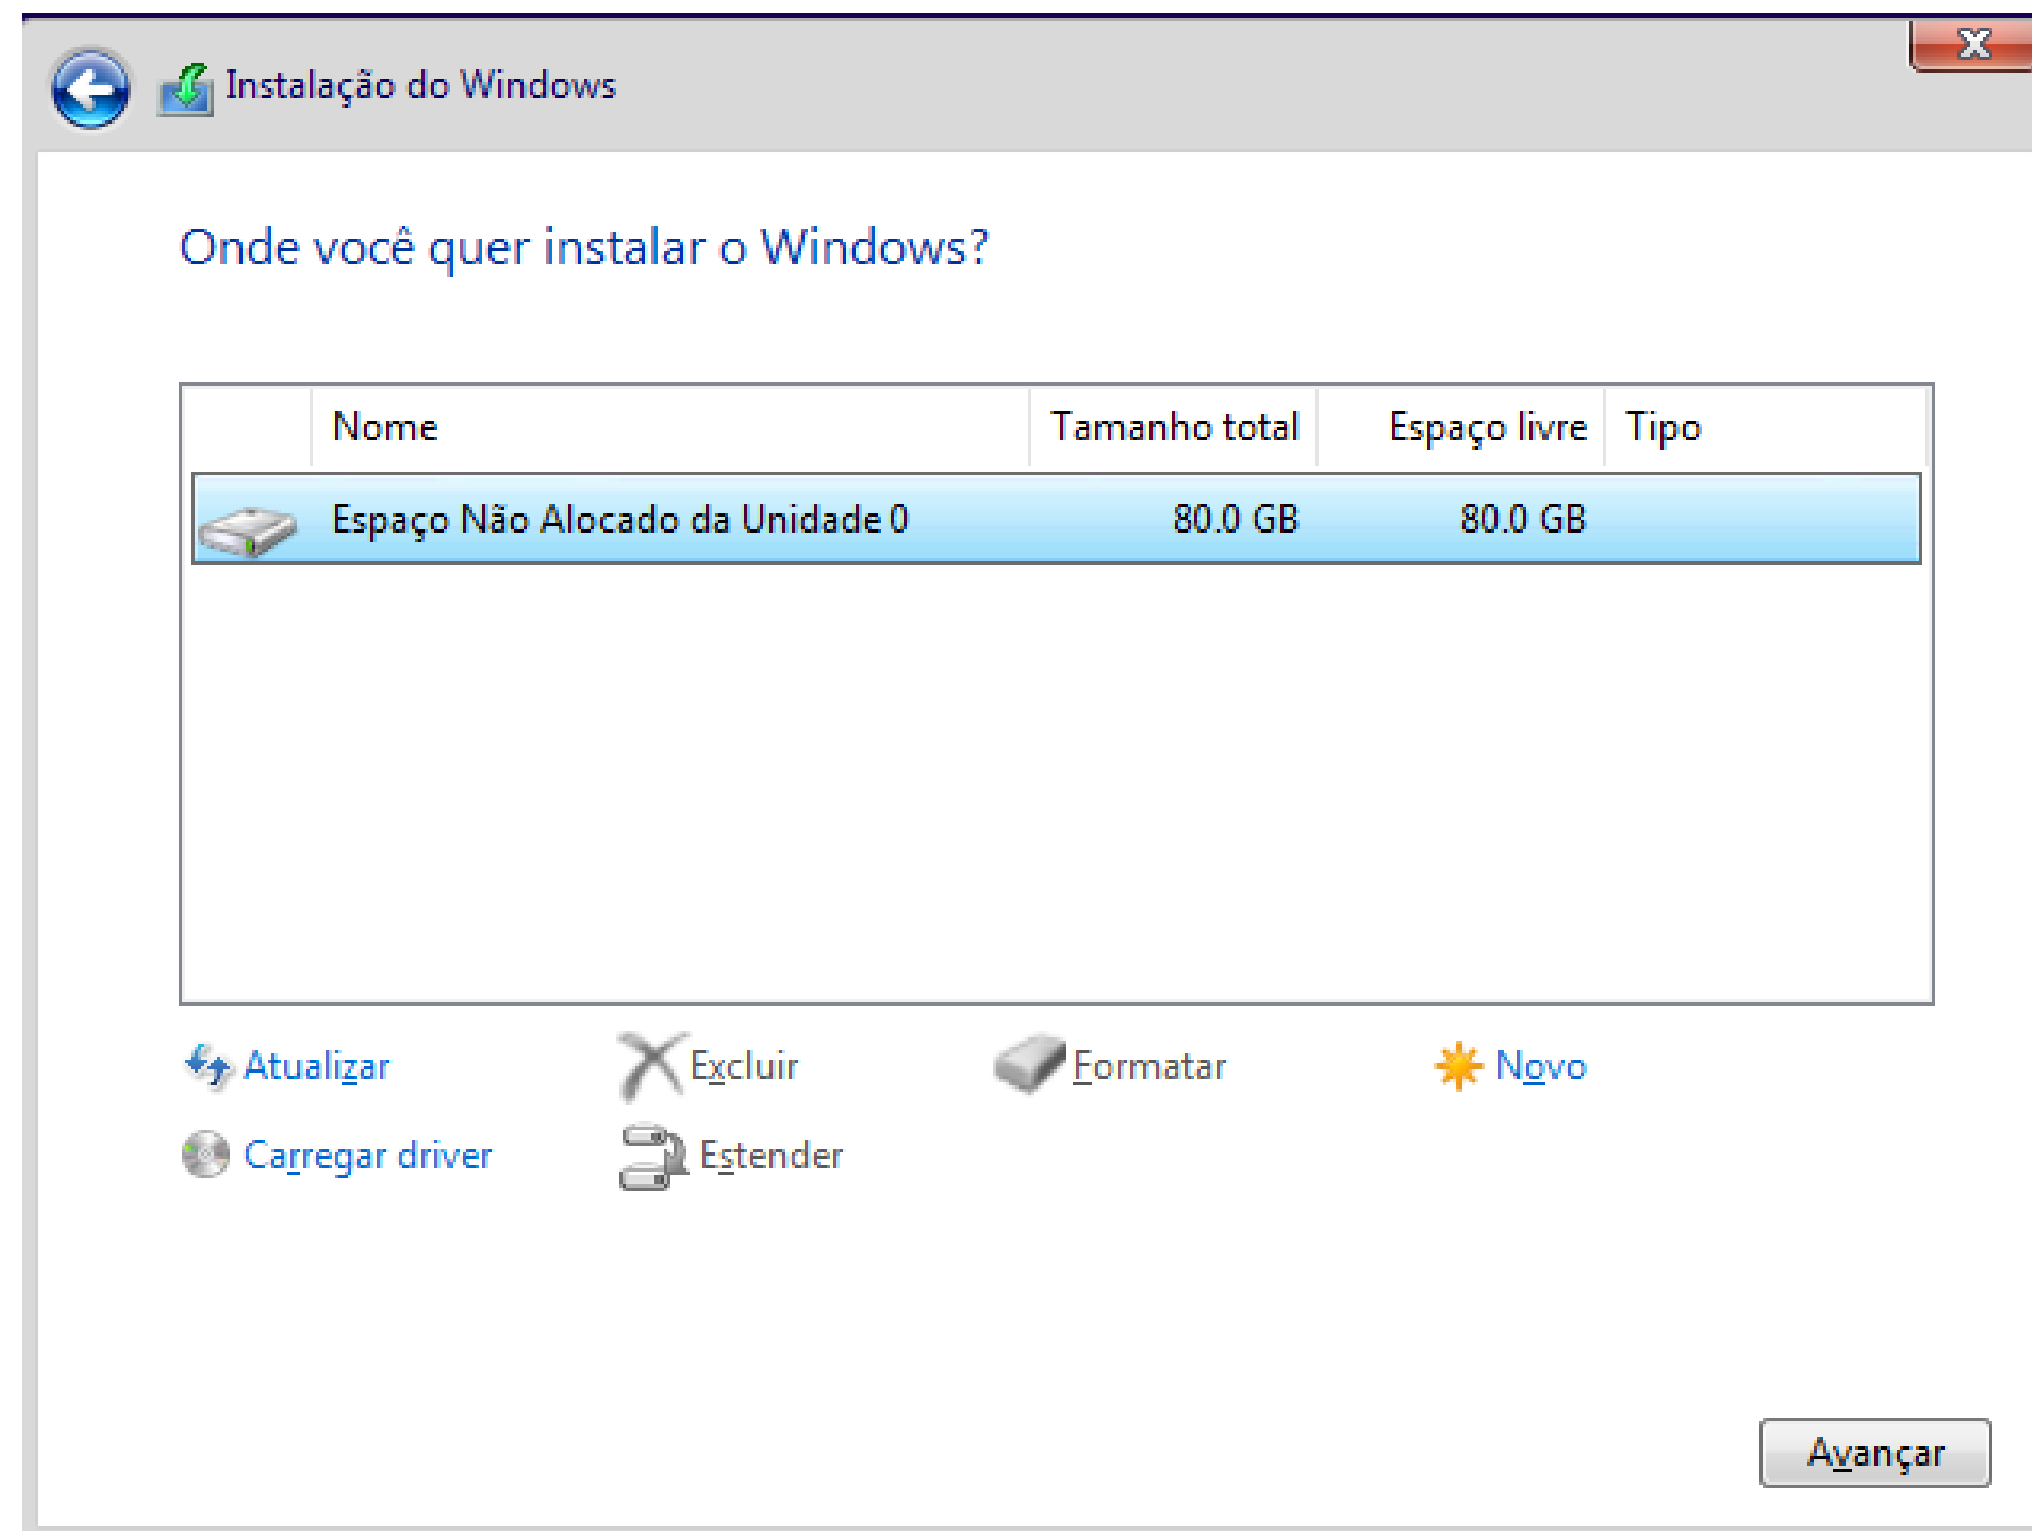 Instalação do Windows
Onde você quer instalar o Windows?
Nome Tamanho total Espaço livre Tipo
Espaço Não Alocado da Unidade 0 80.0 GB 80.0 GB
Atualizar Excluir Formatar Novo
Carregar driver Estender
Avançar